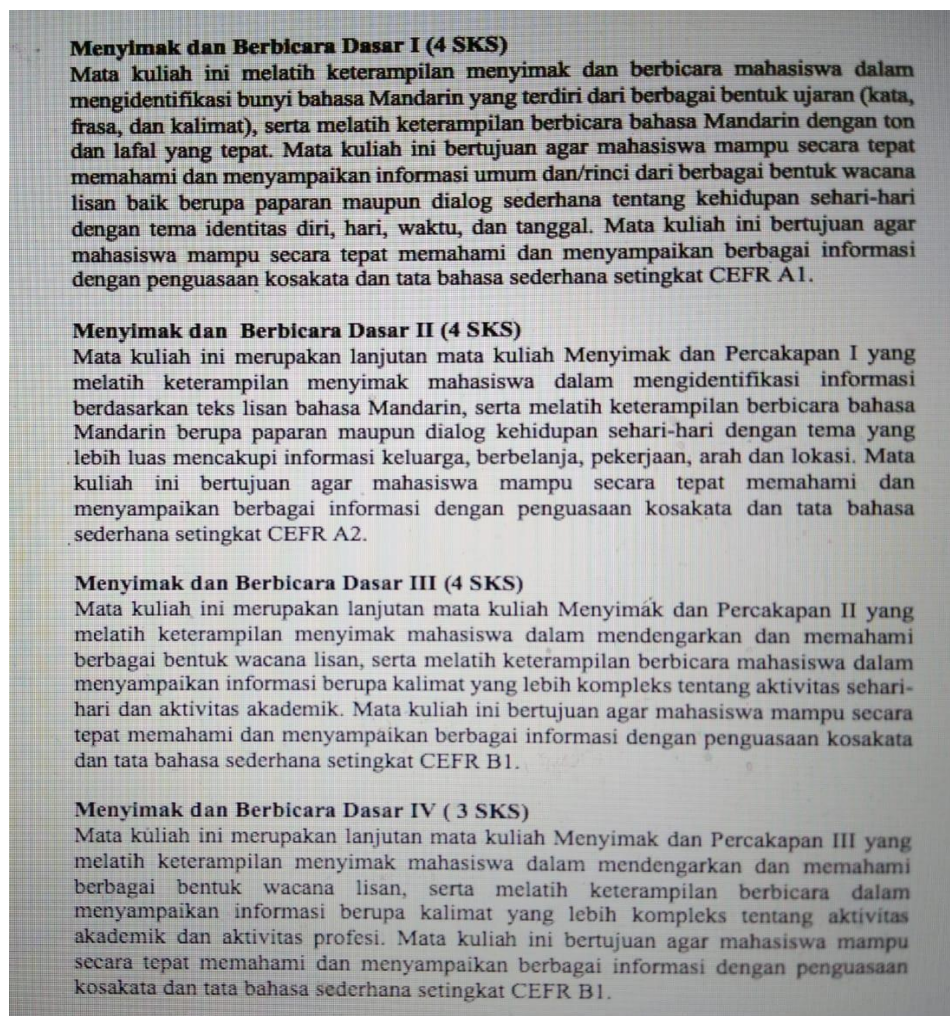 Menyimak dan Berbicara Dasar I (4 SKS)
Mata kuliah ini melatih keterampilan menyimak dan berbicara mahasiswa dalam
mengidentifikasi bunyi bahasa Mandarin yang terdiri dari berbagai bentuk ujaran (kata,
frasa, dan kalimat), serta melatih keterampilan berbicara bahasa Mandarin dengan ton
dan lafal yang tepat. Mata kuliah ini bertujuan agar mahasiswa mampu secara tepat
memahami dan menyampaikan informasi umum dan/rinci dari berbagai bentuk wacana
lisan baik berupa paparan maupun dialog sederhana tentang kehidupan sehari-hari
dengan tema identitas diri, hari, waktu, dan tanggal. Mata kuliah ini bertujuan agar
mahasiswa mampu secara tepat memahami dan menyampaikan berbagai informasi
dengan penguasaan kosakata dan tata bahasa sederhana setingkat CEFR A1.
Menyimak dan Berbicara Dasar II (4 SKS)
Mata kuliah ini merupakan lanjutan mata kuliah Menyimak dan Percakapan I yang
melatih keterampilan menyimak mahasiswa dalam mengidentifikasi informasi
berdasarkan teks lisan bahasa Mandarin, serta melatih keterampilan berbicara bahasa
Mandarin berupa paparan maupun dialog kehidupan sehari-hari dengan tema yang
lebih luas mencakupi informasi keluarga, berbelanja, pekerjaan, arah dan lokasi. Mata
kuliah ini bertujuan agar mahasiswa mampu secara tepat memahami dan
menyampaikan berbagai informasi dengan penguasaan kosakata dan tata bahasa
sederhana setingkat CEFR A2.
Menyimak dan Berbicara Dasar III (4 SKS)
Mata kuliah ini merupakan lanjutan mata kuliah Menyimak dan Percakapan II yang
melatih keterampilan menyimak mahasiswa dalam mendengarkan dan memahami
berbagai bentuk wacana lisan, serta melatih keterampilan berbicara mahasiswa dalam
menyampaikan informasi berupa kalimat yang lebih kompleks tentang aktivitas sehari-
hari dan aktivitas akademik. Mata kuliah ini bertujuan agar mahasiswa mampu secara
tepat memahami dan menyampaikan berbagai informasi dengan penguasaan kosakata
dan tata bahasa sederhana setingkat CEFR B1.
Menyimak dan Berbicara Dasar IV ( 3 SKS)
Mata kuliah ini merupakan lanjutan mata kuliah Menyimak dan Percakapan III yang
melatih keterampilan menyimak mahasiswa dalam mendengarkan dan memahami
berbagai bentuk wacana lisan, serta melatih keterampilan berbicara dalam
menyampaikan informasi berupa kalimat yang lebih kompleks tentang aktivitas
akademik dan aktivitas profesi. Mata kuliah ini bertujuan agar mahasiswa mampu
secara tepat memahami dan menyampaikan berbagai informasi dengan penguasaan
kosakata dan tata bahasa sederhana setingkat CEFR B1.